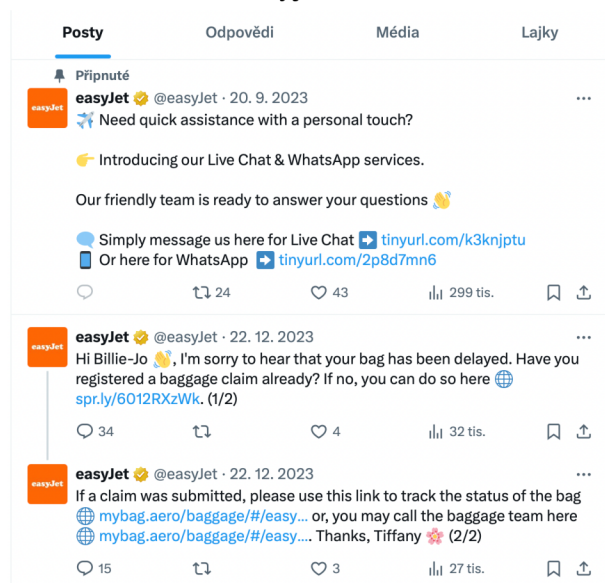 Posty Odpovědi Média Lajky
Připnuté
easyJet @easyJet · 20. 9. 2023
easyJet
✈️ Need quick assistance with a personal touch?
👉 Introducing our Live Chat & WhatsApp services.
Our friendly team is ready to answer your questions 👋
💬 Simply message us here for Live Chat ➡️ tinyurl.com/k3knjptu
📱 Or here for WhatsApp ➡️ tinyurl.com/2p8d7mn6
24 43 299 tis.
easyJet @easyJet · 22. 12. 2023
easyJet
Hi Billie-Jo 👋, I'm sorry to hear that your bag has been delayed. Have you
registered a baggage claim already? If no, you can do so here 🌐
spr.ly/6012RXzWk. (1/2)
34 4 32 tis.
easyJet @easyJet · 22. 12. 2023
easyJet
If a claim was submitted, please use this link to track the status of the bag
🌐 mybag.aero/baggage/#/easy... or, you may call the baggage team here
🌐 mybag.aero/baggage/#/easy.... Thanks, Tiffany 🌸 (2/2)
15 3 27 tis.